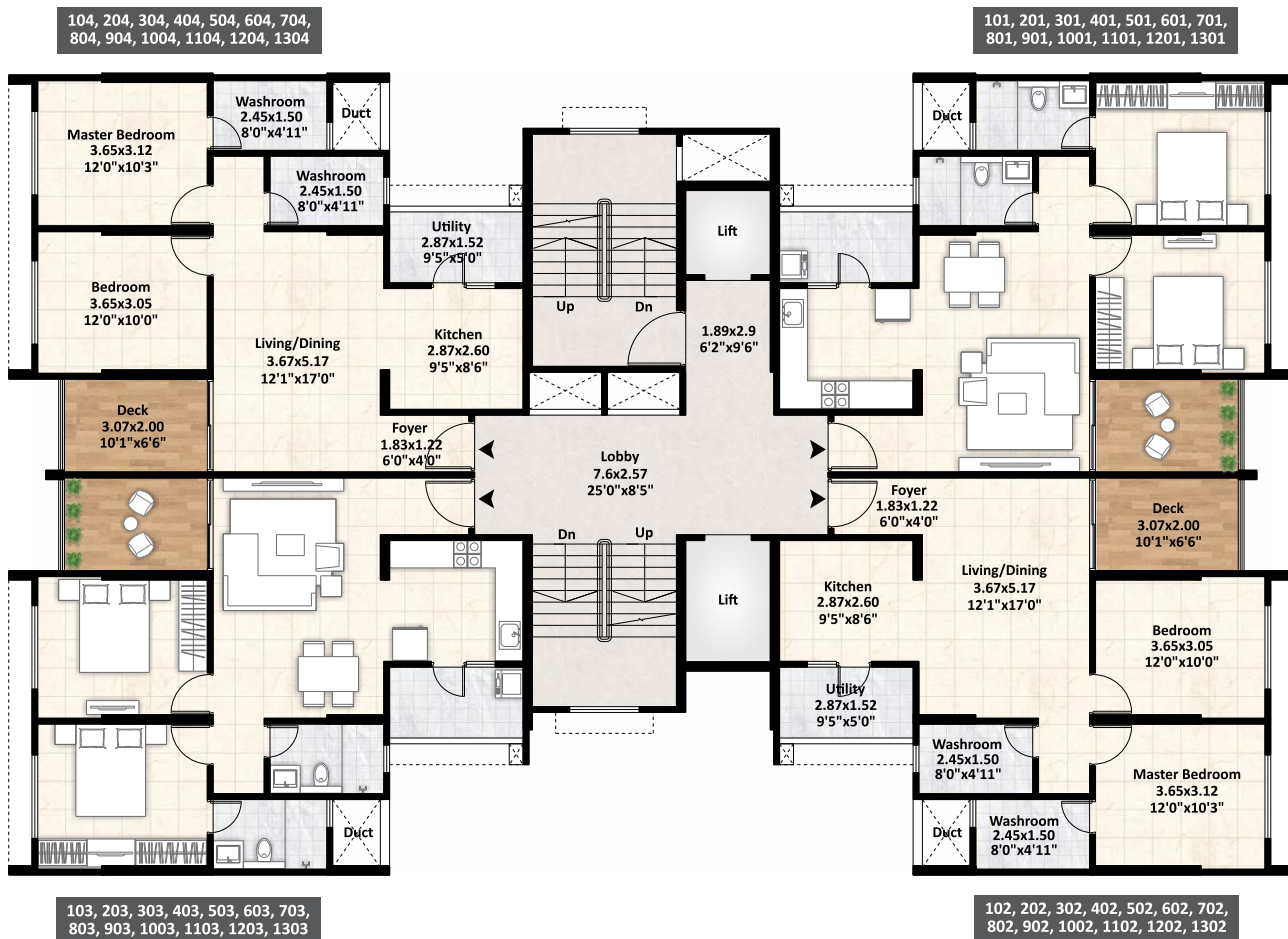 104, 204, 304, 404, 504, 604, 704,
804, 904, 1004, 1104, 1204, 1304
101, 201, 301, 401, 501, 601, 701,
801, 901, 1001, 1101, 1201, 1301
Master Bedroom
3.65x3.12
12'0"x10'3"
Washroom
2.45x1.50
8'0"x4'11"
Duct
Washroom
2.45x1.50
8'0"x4'11"
Utility
2.87x1.52
9'5"x5'0"
Bedroom
3.65x3.05
12'0"x10'0"
Living/Dining
3.67x5.17
12'1"x17'0"
Kitchen
2.87x2.60
9'5"x8'6"
Deck
3.07x2.00
10'1"x6'6"
Foyer
1.83x1.22
6'0"x4'0"
Up
Dn
Lift
1.89x2.9
6'2"x9'6"
Duct
Lobby
7.6x2.57
25'0"x8'5"
Dn
Up
Lift
Foyer
1.83x1.22
6'0"x4'0"
Deck
3.07x2.00
10'1"x6'6"
Kitchen
2.87x2.60
9'5"x8'6"
Living/Dining
3.67x5.17
12'1"x17'0"
Bedroom
3.65x3.05
12'0"x10'0"
Utility
2.87x1.52
9'5"x5'0"
Washroom
2.45x1.50
8'0"x4'11"
Master Bedroom
3.65x3.12
12'0"x10'3"
Duct
Duct
Washroom
2.45x1.50
8'0"x4'11"
103, 203, 303, 403, 503, 603, 703,
803, 903, 1003, 1103, 1203, 1303
102, 202, 302, 402, 502, 602, 702,
802, 902, 1002, 1102, 1202, 1302